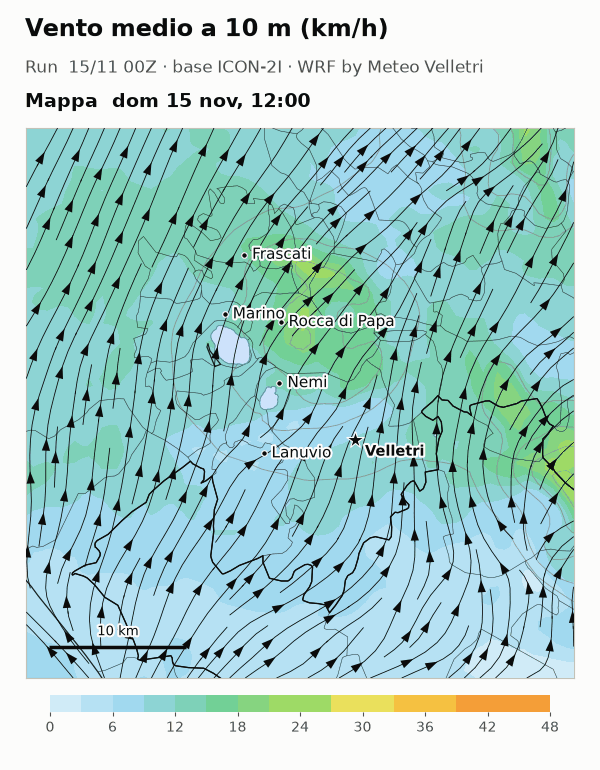 Vento medio a 10 m (km/h)
Run  15/11 00Z · base ICON-2I · WRF by Meteo Velletri
Mappa  dom 15 nov, 12:00
Frascati
Marino
Rocca di Papa
Nemi
Velletri
Lanuvio
10 km
0 6 12 18 24 30 36 42 48